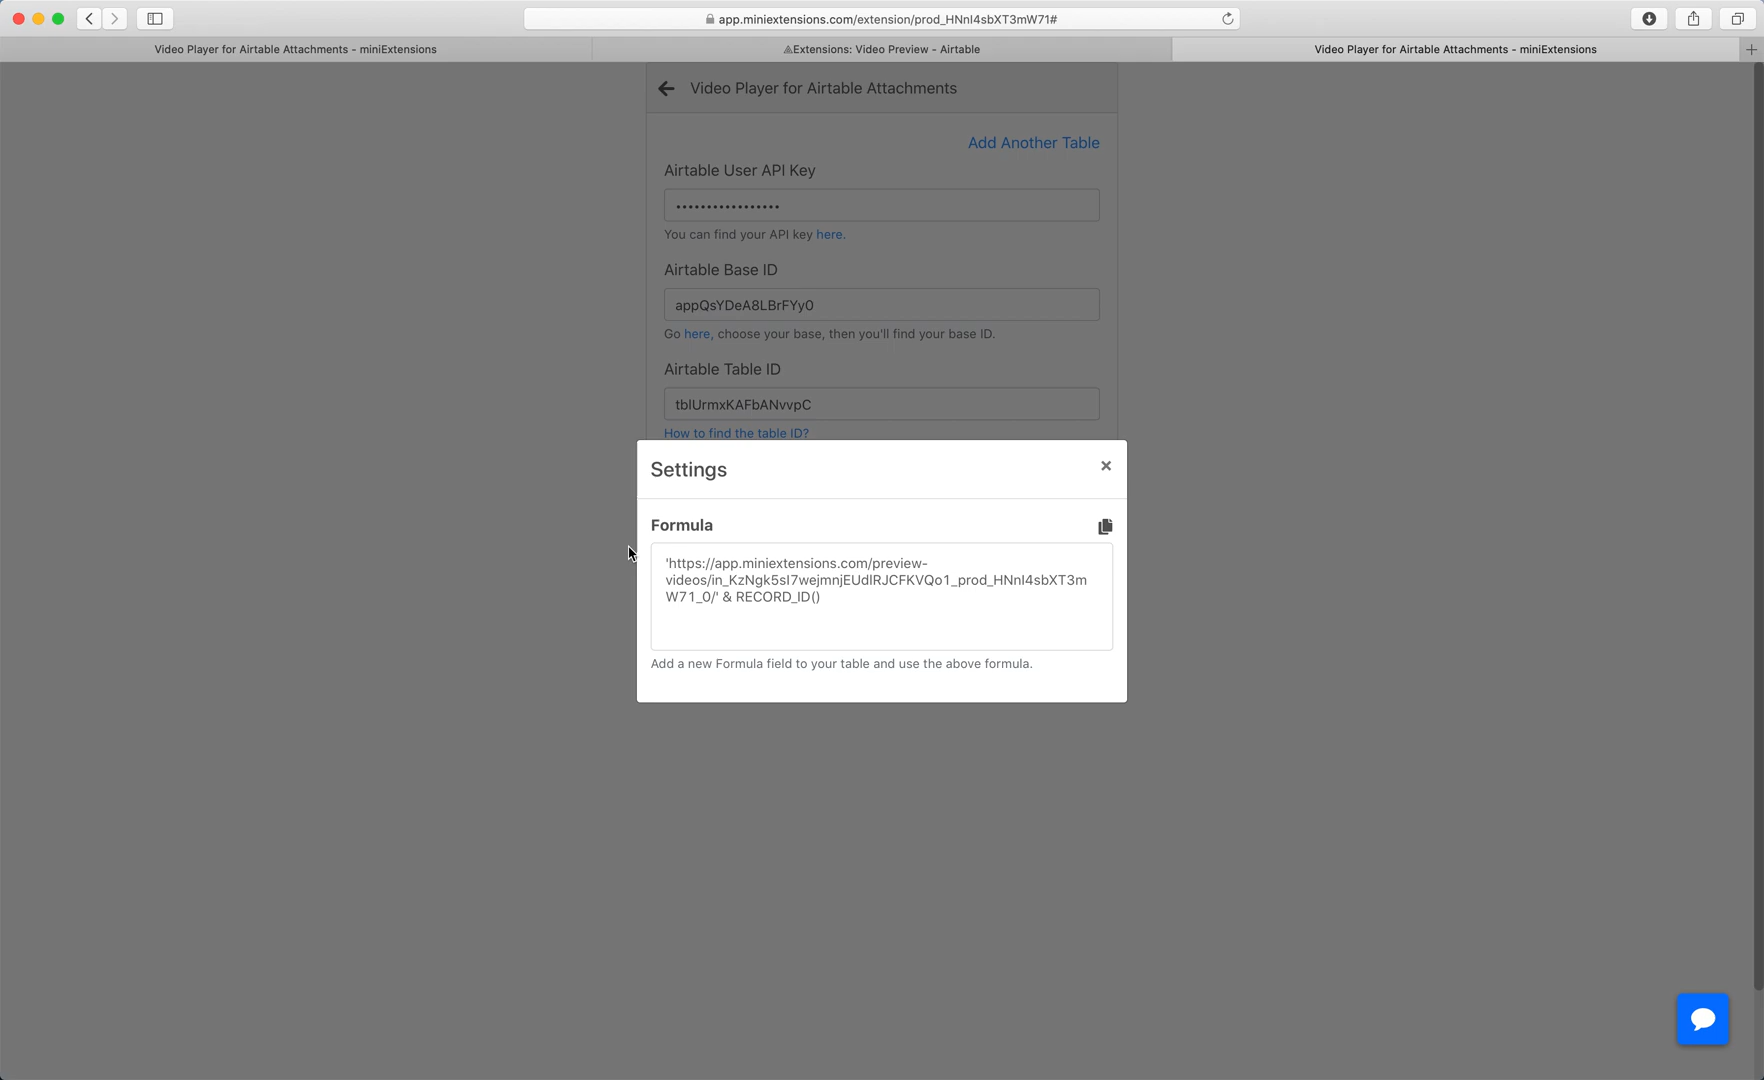 app.miniextensions.com/extension/prod_HNnI4sbXT3mW71#
Video Player for Airtable Attachments - miniExtensions
Extensions: Video Preview - Airtable
Video Player for Airtable Attachments - miniExtensions
Video Player for Airtable Attachments
Add Another Table
Airtable User API Key
•••••••••••••••••
You can find your API key here.
Airtable Base ID
appQsYDeA8LBrFYy0
Go here, choose your base, then you'll find your base ID.
Airtable Table ID
tblUrmxKAFbANvvpC
How to find the table ID?
Settings
Formula
'https://app.miniextensions.com/preview-
videos/in_KzNgk5sI7wejmnjEUdlRJCFKVQo1_prod_HNnI4sbXT3m
W71_0/' & RECORD_ID()
Add a new Formula field to your table and use the above formula.